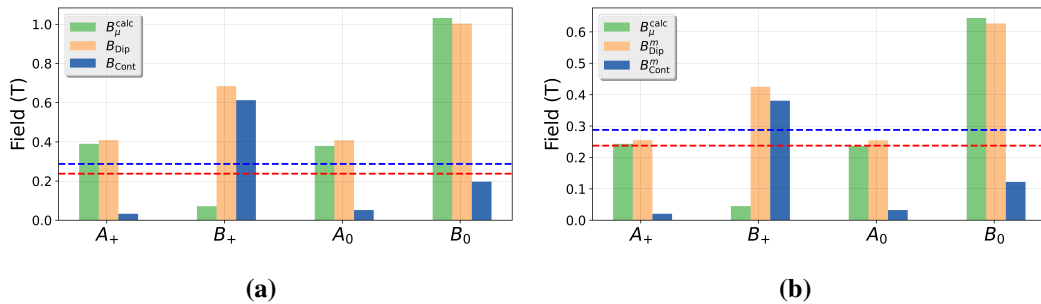 Field (T)
1.0
0.8
0.6
0.4
0.2
0.0
B_μ^calc
B_Dip
B_Cont
A_+
B_+
A_0
B_0
(a)
Field (T)
0.6
0.5
0.4
0.3
0.2
0.1
0.0
B_μ^calc
B_Dip^m
B_Cont^m
A_+
B_+
A_0
B_0
(b)